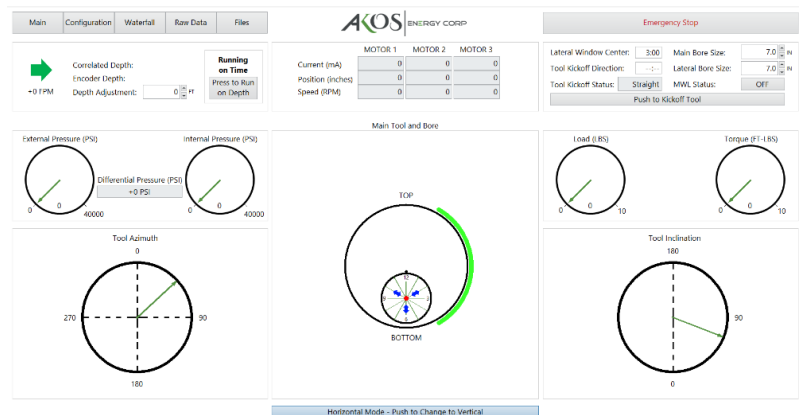 Main Configuration Waterfall Raw Data Files
AKOS ENERGY CORP
Emergency Stop
+0 FPM
Correlated Depth:
Encoder Depth:
Depth Adjustment: 0 FT
Running
on Time
Press to Run
on Depth
MOTOR 1 MOTOR 2 MOTOR 3
Current (mA) 0 0 0
Position (inches) 0 0 0
Speed (RPM) 0 0 0
Lateral Window Center: 3:00 Main Bore Size: 7.0 IN
Tool Kickoff Direction: --:-- Lateral Bore Size: 7.0 IN
Tool Kickoff Status: Straight MWL Status: OFF
Push to Kickoff Tool
External Pressure (PSI)
0 0 40000
Differential Pressure (PSI)
+0 PSI
Internal Pressure (PSI)
0 0 40000
Main Tool and Bore
TOP
12
9 3
6
BOTTOM
Load (LBS)
0 0 10
Torque (FT-LBS)
0 0 10
Tool Azimuth
0
270 90
180
Tool Inclination
180
90
0
Horizontal Mode - Push to Change to Vertical